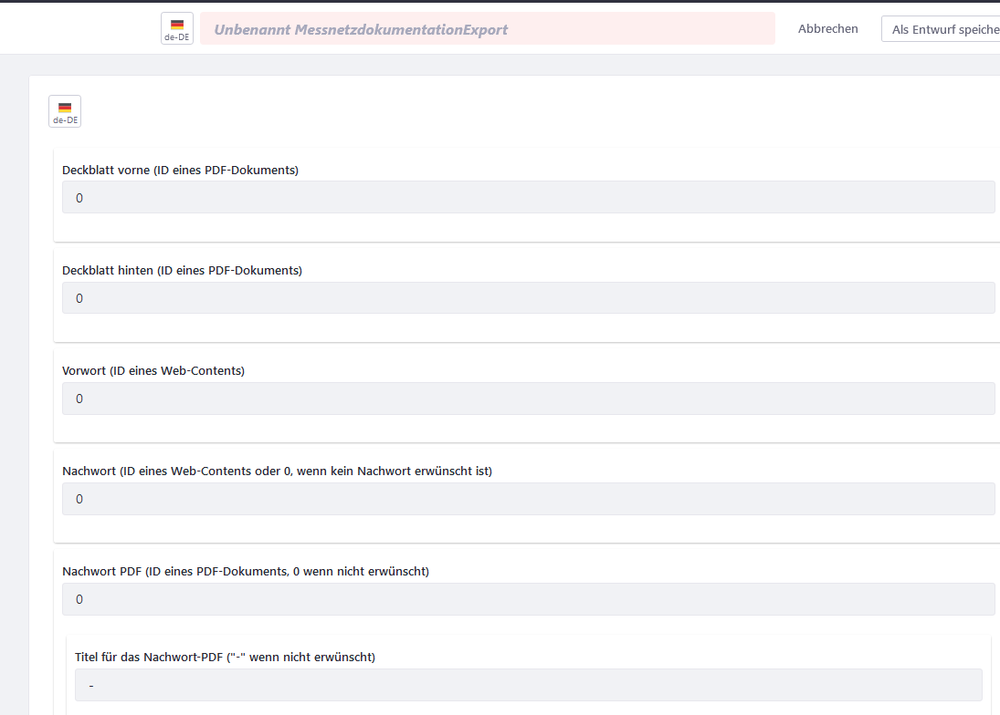 de-DE
Unbenannt MessnetzdokumentationExport
Abbrechen
Als Entwurf speiche
de-DE
Deckblatt vorne (ID eines PDF-Dokuments)
0
Deckblatt hinten (ID eines PDF-Dokuments)
0
Vorwort (ID eines Web-Contents)
0
Nachwort (ID eines Web-Contents oder 0, wenn kein Nachwort erwünscht ist)
0
Nachwort PDF (ID eines PDF-Dokuments, 0 wenn nicht erwünscht)
0
Titel für das Nachwort-PDF ("-" wenn nicht erwünscht)
-